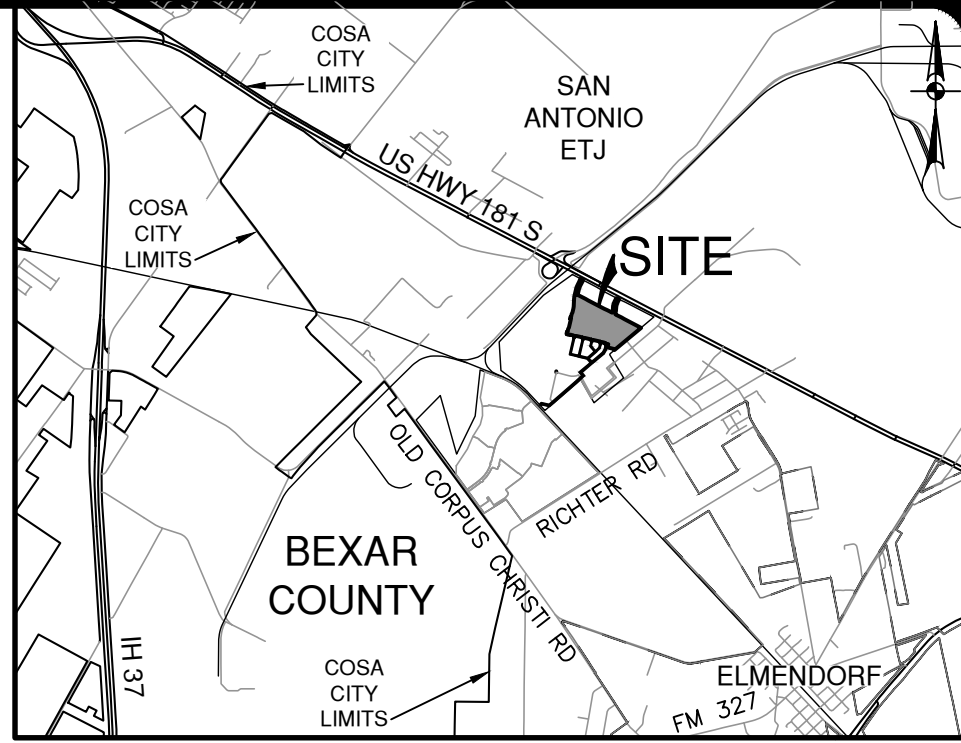 COSA
CITY
LIMITS
SAN
ANTONIO
ETJ
US HWY 181 S
COSA
CITY
LIMITS
SITE
OLD CORPUS CHRISTI RD
RICHTER RD
BEXAR
COUNTY
IH 37
COSA
CITY
LIMITS
ELMENDORF
FM 327